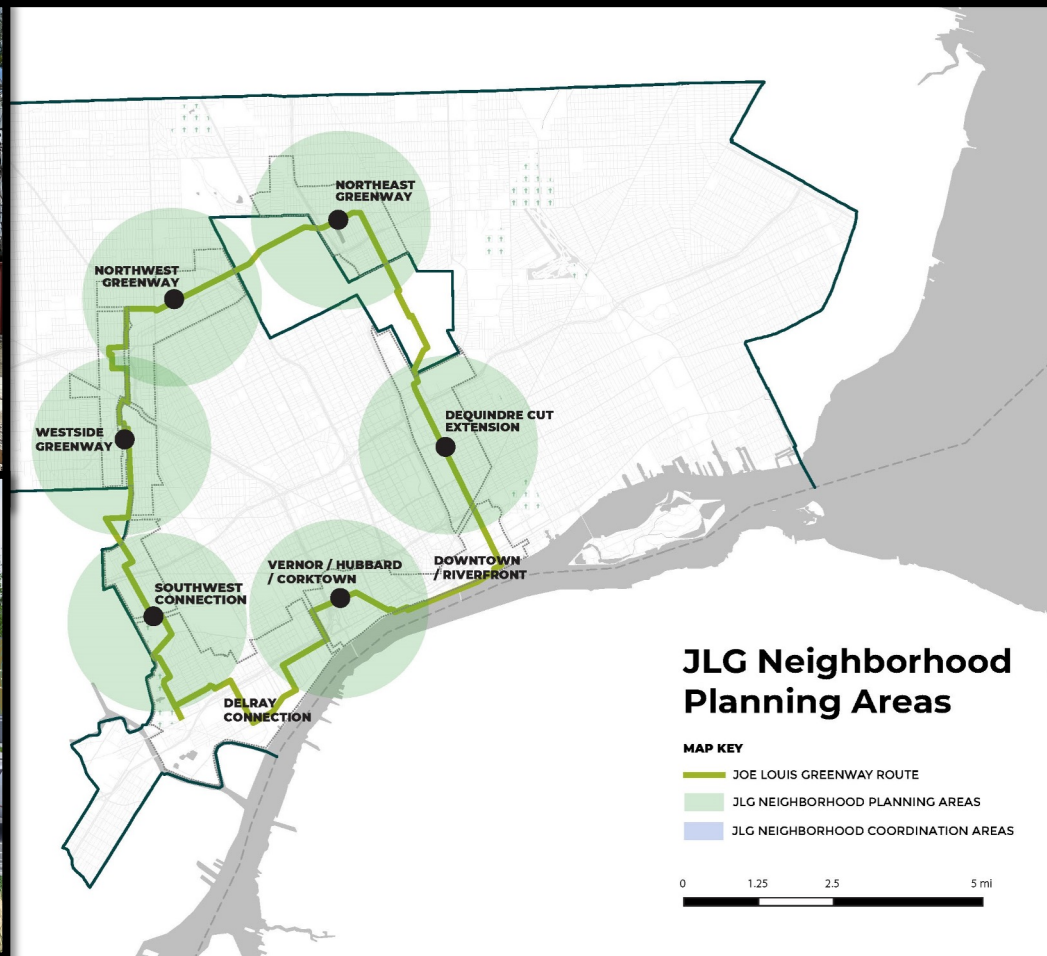 NORTHEAST
GREENWAY
NORTHWEST
GREENWAY
WESTSIDE
GREENWAY
DEQUINDRE CUT
EXTENSION
VERNOR / HUBBARD
/ CORKTOWN
DOWNTOWN
/ RIVERFRONT
SOUTHWEST
CONNECTION
DELRAY
CONNECTION
JLG Neighborhood
Planning Areas
MAP KEY
JOE LOUIS GREENWAY ROUTE
JLG NEIGHBORHOOD PLANNING AREAS
JLG NEIGHBORHOOD COORDINATION AREAS
0 1.25 2.5 5 mi